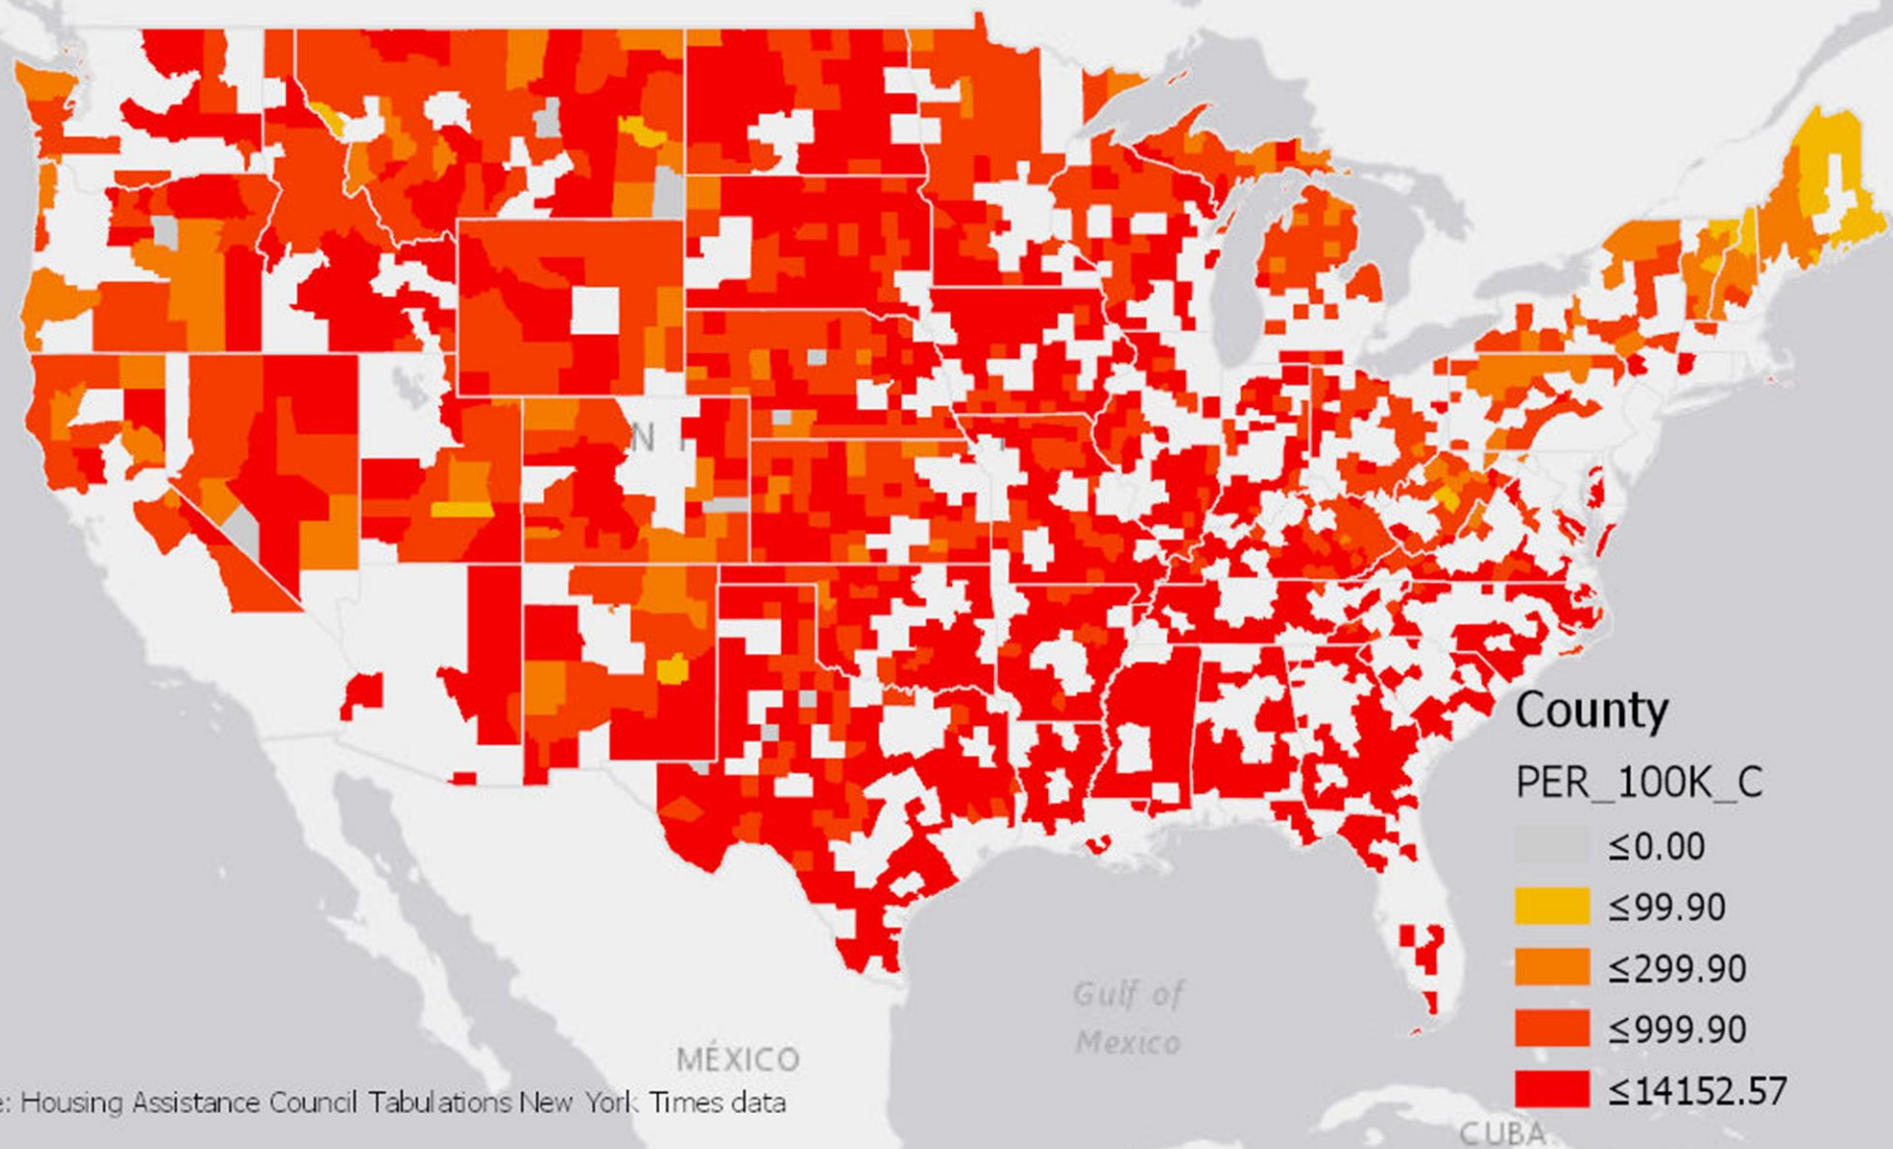 N I
County
PER_100K_C
≤0.00
≤99.90
≤299.90
≤999.90
≤14152.57
Gulf of
Mexico
MÉXICO
: Housing Assistance Council Tabulations New York Times data
CUBA